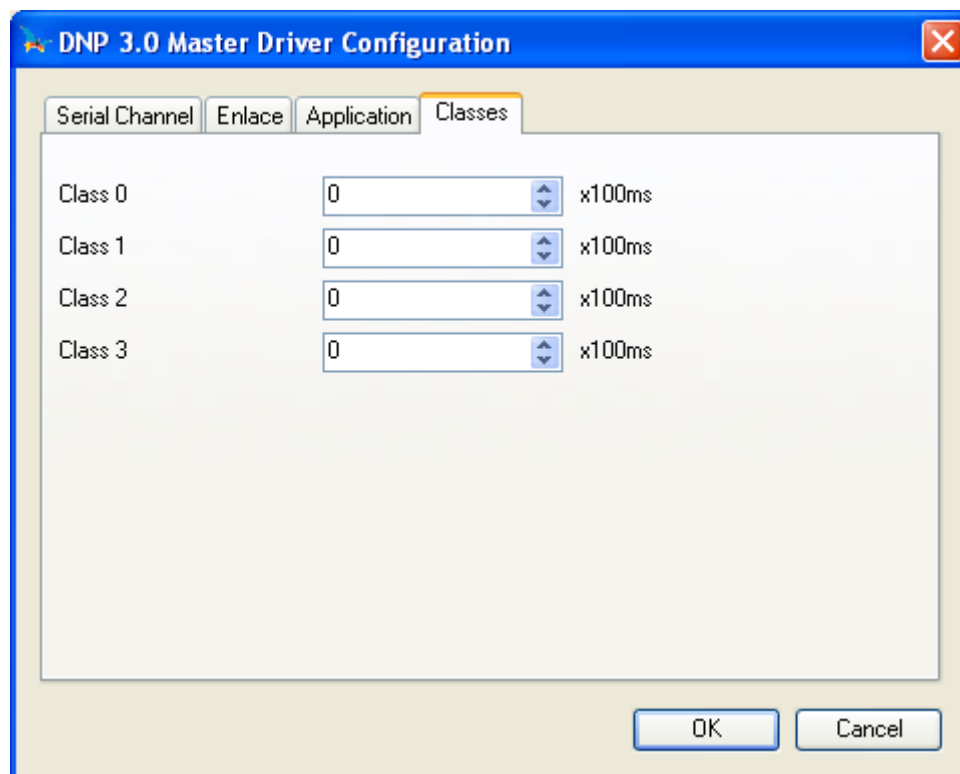 DNP 3.0 Master Driver Configuration
Serial Channel Enlace Application Classes
Class 0 0 x100ms
Class 1 0 x100ms
Class 2 0 x100ms
Class 3 0 x100ms
OK Cancel